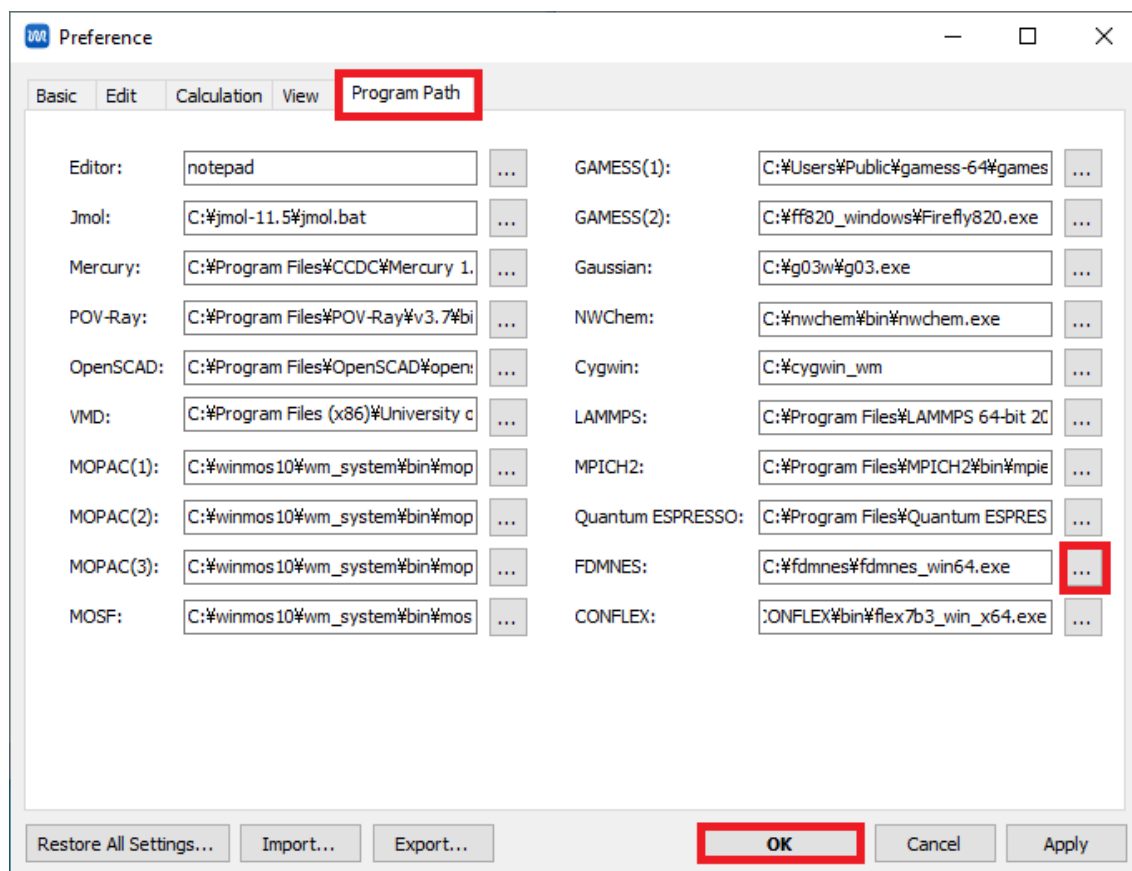 Preference
Basic Edit Calculation View Program Path
Editor: notepad ... GAMESS(1): C:¥Users¥Public¥gamess-64¥games ...
Jmol: C:¥jmol-11.5¥jmol.bat ... GAMESS(2): C:¥ff820_windows¥Firefly820.exe ...
Mercury: C:¥Program Files¥CCDC¥Mercury 1. ... Gaussian: C:¥g03w¥g03.exe ...
POV-Ray: C:¥Program Files¥POV-Ray¥v3.7¥bi ... NWChem: C:¥nwchem¥bin¥nwchem.exe ...
OpenSCAD: C:¥Program Files¥OpenSCAD¥opens ... Cygwin: C:¥cygwin_wm ...
VMD: C:¥Program Files (x86)¥University o ... LAMMPS: C:¥Program Files¥LAMMPS 64-bit 20 ...
MOPAC(1): C:¥winmos10¥wm_system¥bin¥mop ... MPICH2: C:¥Program Files¥MPICH2¥bin¥mpie ...
MOPAC(2): C:¥winmos10¥wm_system¥bin¥mop ... Quantum ESPRESSO: C:¥Program Files¥Quantum ESPRES ...
MOPAC(3): C:¥winmos10¥wm_system¥bin¥mop ... FDMNES: C:¥fdmnes¥fdmnes_win64.exe ...
MOSF: C:¥winmos10¥wm_system¥bin¥mos ... CONFLEX: CONFLEX¥bin¥flex7b3_win_x64.exe ...
Restore All Settings... Import... Export... OK Cancel Apply